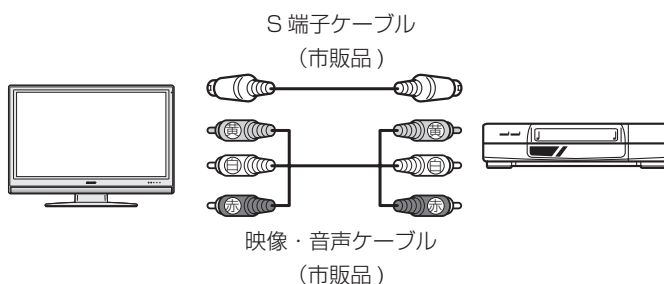 S 端子ケーブル
（市販品 )
黄 黄
白 白
赤 赤
映像・音声ケーブル
（市販品 )